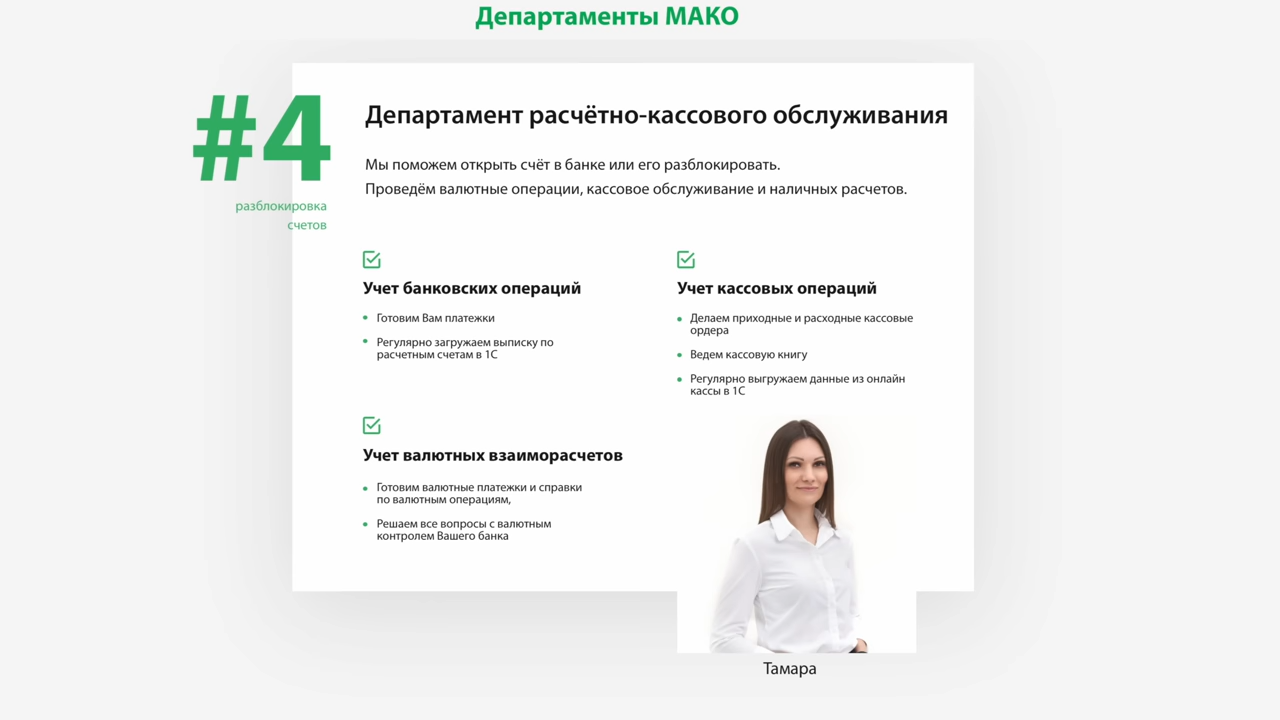 Департаменты МАКО
#4
разблокировка
счетов
Департамент расчётно-кассового обслуживания
Мы поможем открыть счёт в банке или его разблокировать.
Проведём валютные операции, кассовое обслуживание и наличных расчетов.
Учет банковских операций
Готовим Вам платежки
Регулярно загружаем выписку по
расчетным счетам в 1С
Учет кассовых операций
Делаем приходные и расходные кассовые
ордера
Ведем кассовую книгу
Регулярно выгружаем данные из онлайн
кассы в 1С
Учет валютных взаиморасчетов
Готовим валютные платежки и справки
по валютным операциям,
Решаем все вопросы с валютным
контролем Вашего банка
Тамара